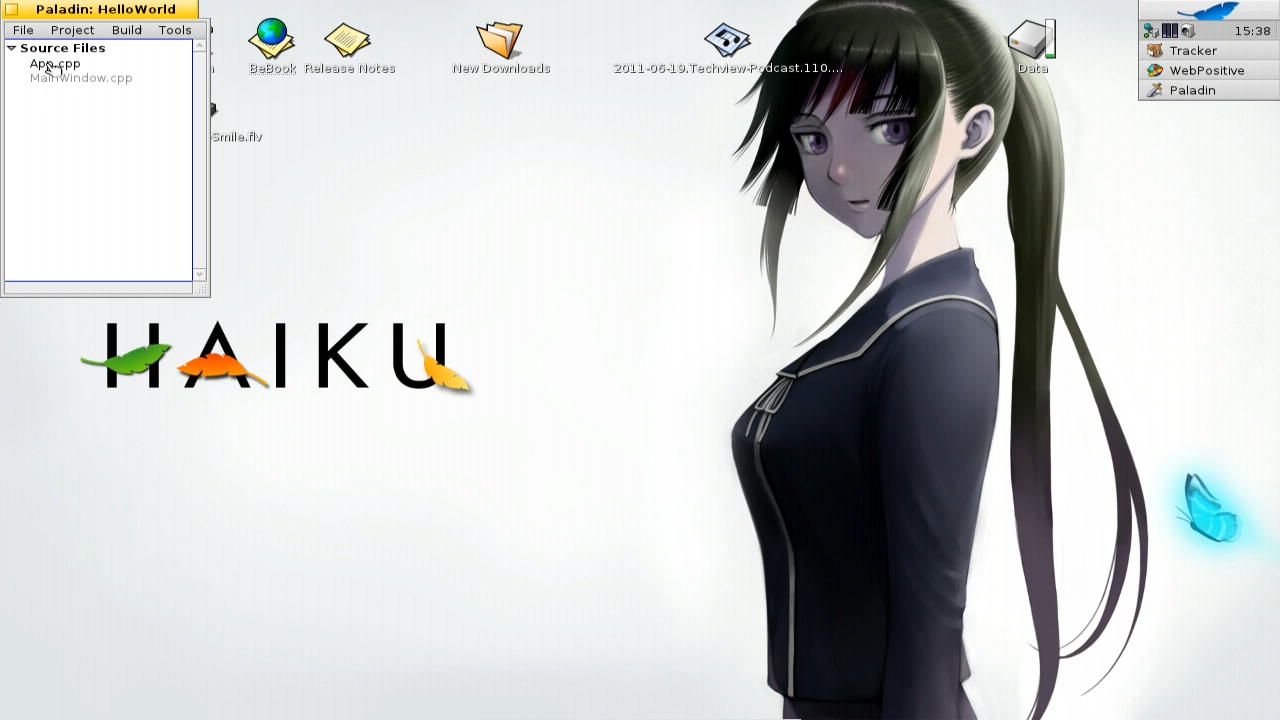 Paladin: HelloWorld
File Project Build Tools
Source Files
App.cpp
MainWindow.cpp
BeBook
Release Notes
New Downloads
2011-06-19.Techview-Podcast.110....
Data
15:38
Tracker
WebPositive
Paladin
Smile.flv
HAIKU